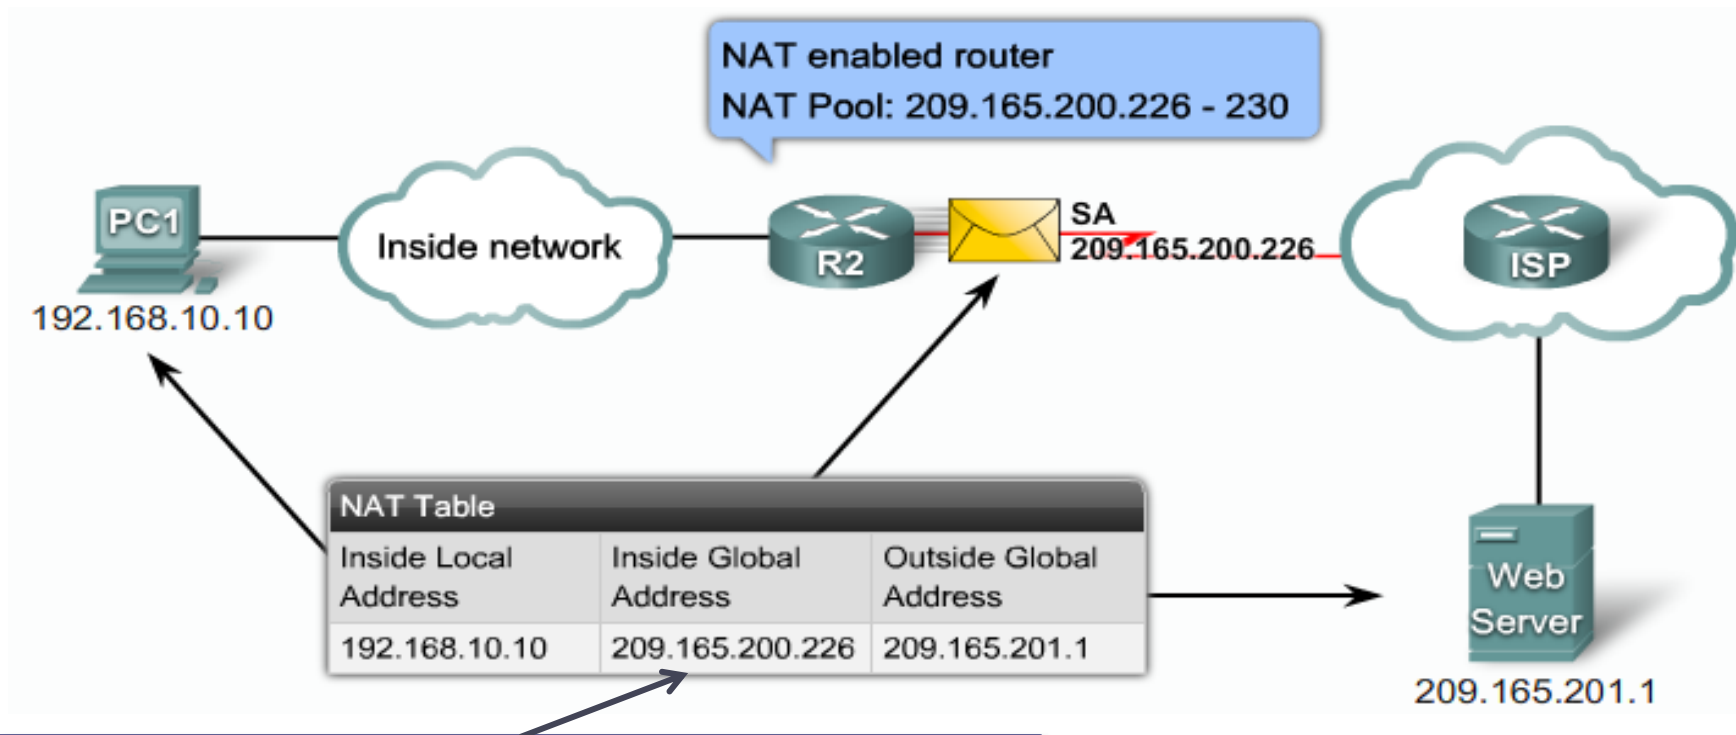 NAT enabled router
NAT Pool: 209.165.200.226 - 230
PC1
Inside network
R2
SA
209.165.200.226
ISP
192.168.10.10
NAT Table
Inside Local Address
Inside Global Address
Outside Global Address
192.168.10.10
209.165.200.226
209.165.201.1
Web
Server
209.165.201.1